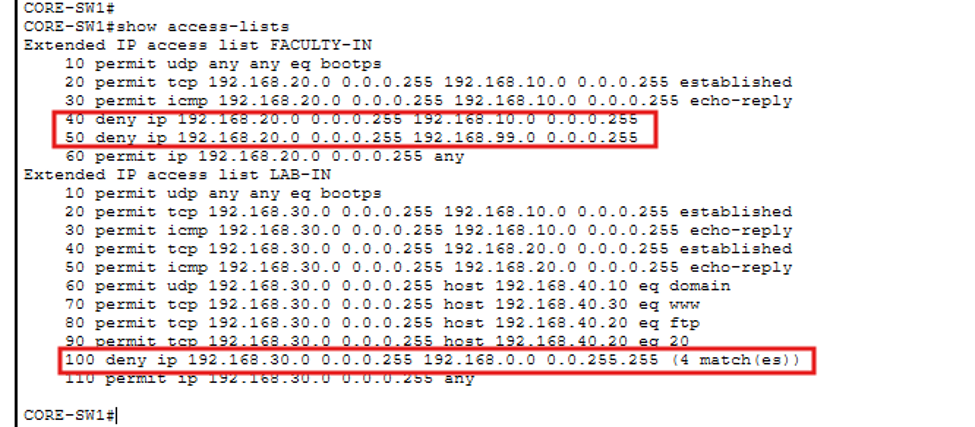 CORE-SW1#
CORE-SW1#show access-lists
Extended IP access list FACULTY-IN
10 permit udp any any eq bootps
20 permit tcp 192.168.20.0 0.0.0.255 192.168.10.0 0.0.0.255 established
30 permit icmp 192.168.20.0 0.0.0.255 192.168.10.0 0.0.0.255 echo-reply
40 deny ip 192.168.20.0 0.0.0.255 192.168.10.0 0.0.0.255
50 deny ip 192.168.20.0 0.0.0.255 192.168.99.0 0.0.0.255
60 permit ip 192.168.20.0 0.0.0.255 any
Extended IP access list LAB-IN
10 permit udp any any eq bootps
20 permit tcp 192.168.30.0 0.0.0.255 192.168.10.0 0.0.0.255 established
30 permit icmp 192.168.30.0 0.0.0.255 192.168.10.0 0.0.0.255 echo-reply
40 permit tcp 192.168.30.0 0.0.0.255 192.168.20.0 0.0.0.255 established
50 permit icmp 192.168.30.0 0.0.0.255 192.168.20.0 0.0.0.255 echo-reply
60 permit udp 192.168.30.0 0.0.0.255 host 192.168.40.10 eq domain
70 permit tcp 192.168.30.0 0.0.0.255 host 192.168.40.30 eq www
80 permit tcp 192.168.30.0 0.0.0.255 host 192.168.40.20 eq ftp
90 permit tcp 192.168.30.0 0.0.0.255 host 192.168.40.20 eq 20
100 deny ip 192.168.30.0 0.0.0.255 192.168.0.0 0.0.255.255 (4 match(es))
110 permit ip 192.168.30.0 0.0.0.255 any
CORE-SW1#